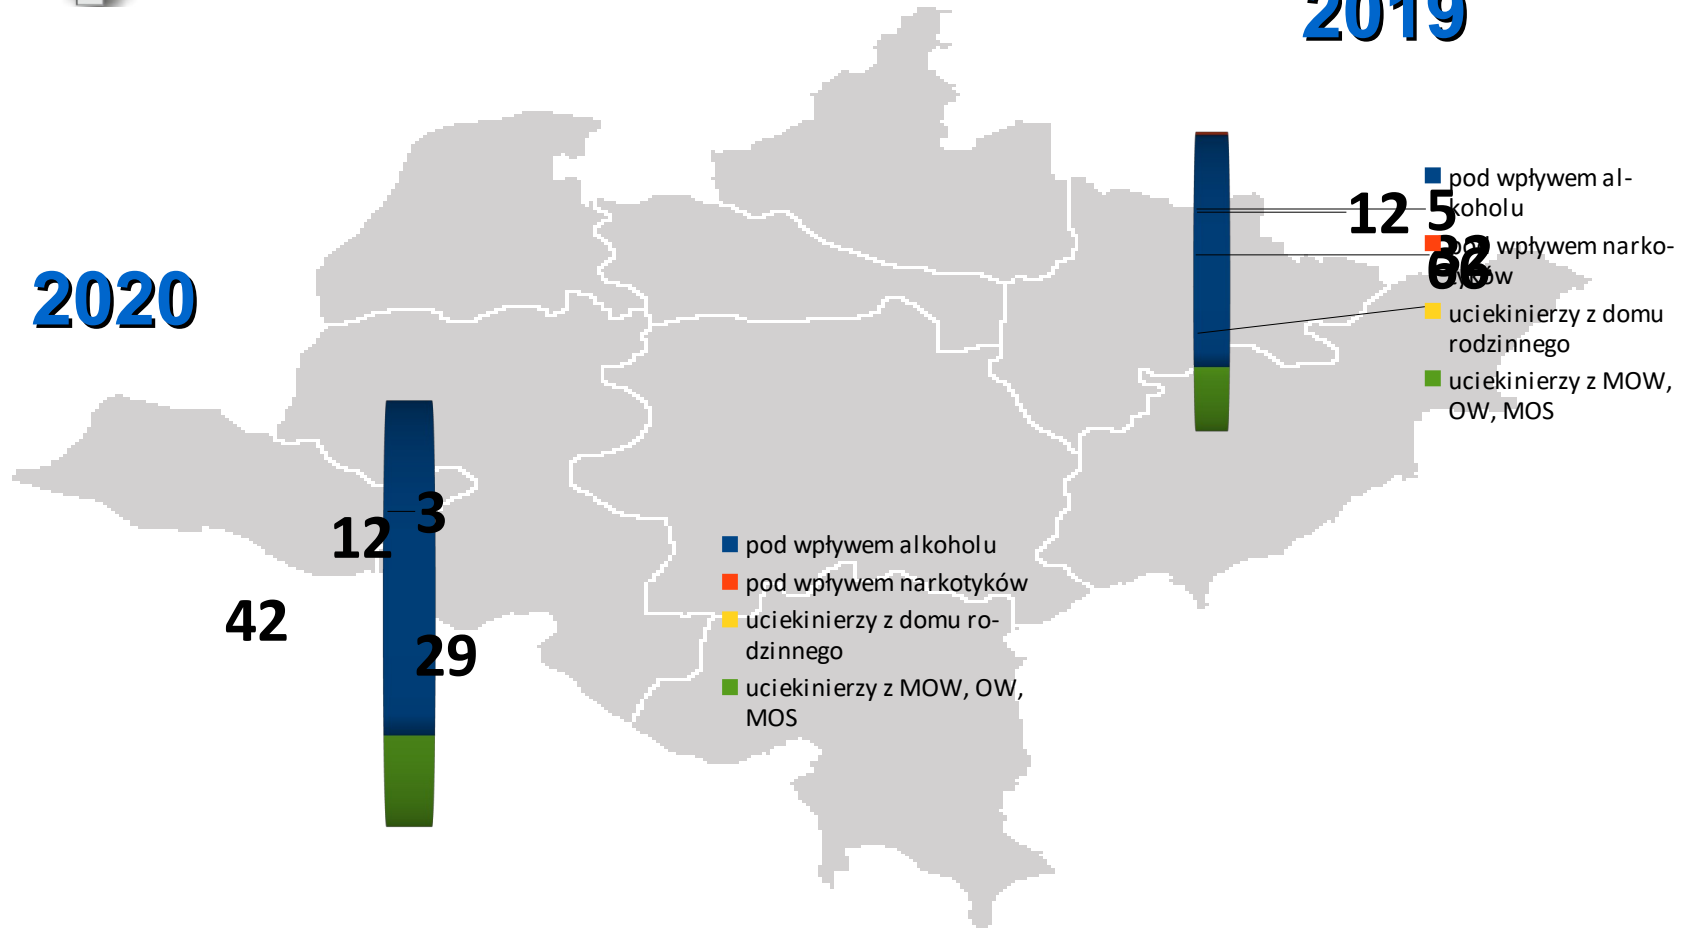 2019
2020
12
5
66
pod wpływem al-
koholu
pod wpływem narko-
tyków
uciekinierzy z domu
rodzinnego
uciekinierzy z MOW,
OW, MOS
3
12
42
29
pod wpływem alkoholu
pod wpływem narkotyków
uciekinierzy z domu ro-
dzinnego
uciekinierzy z MOW, OW,
MOS